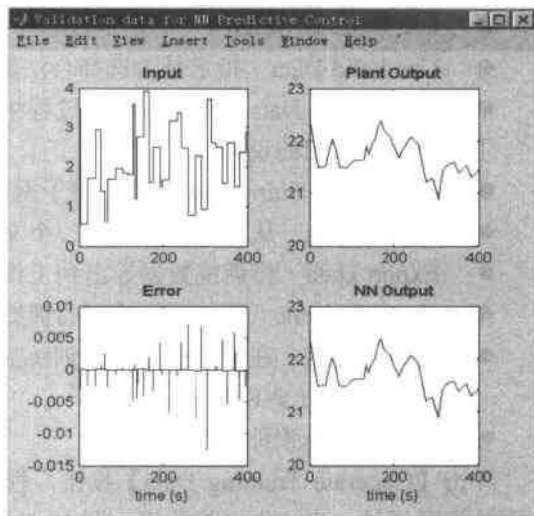 Validation data for NN Predictive Control
File Edit View Insert Tools Window Help
Input
4
3
2
1
0
0 200 400
Plant Output
23
22
21
20
0 200 400
Error
0.01
0.005
0
-0.005
-0.01
-0.015
0 200 400
time (s)
NN Output
23
22
21
20
0 200 400
time (s)